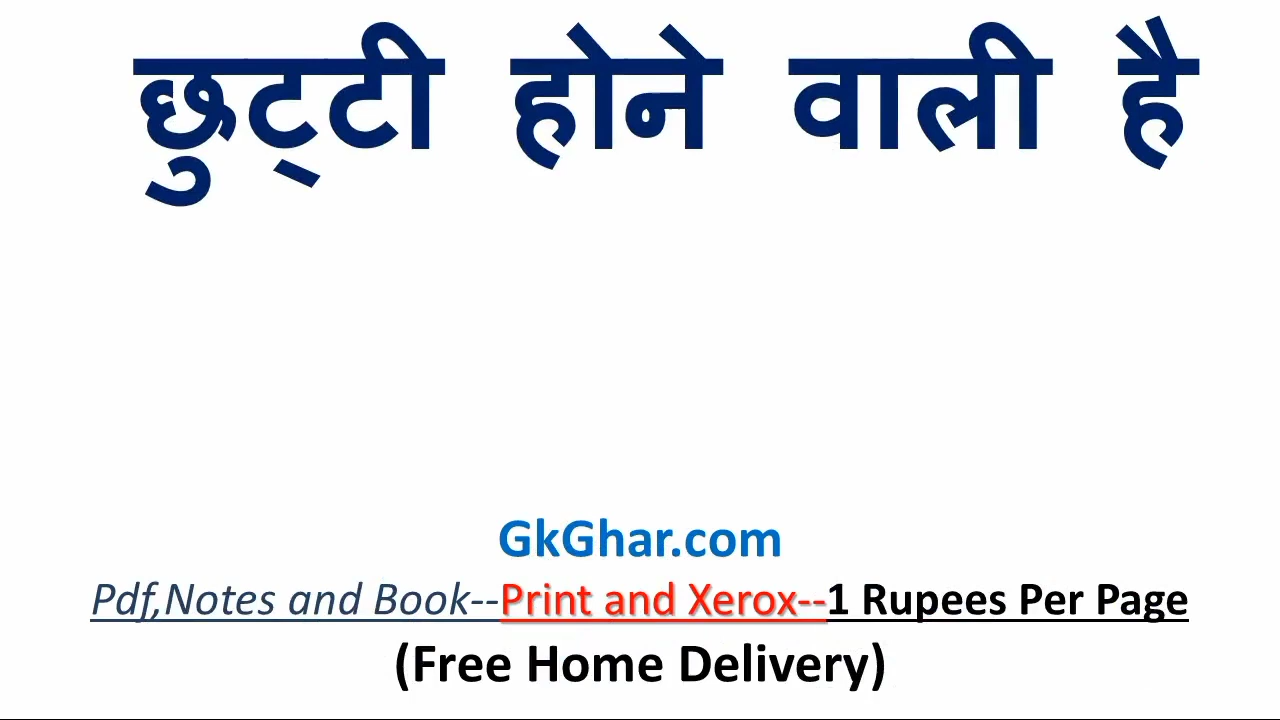 छुट्टी होने वाली है
GkGhar.com
Pdf,Notes and Book--Print and Xerox--1 Rupees Per Page
(Free Home Delivery)